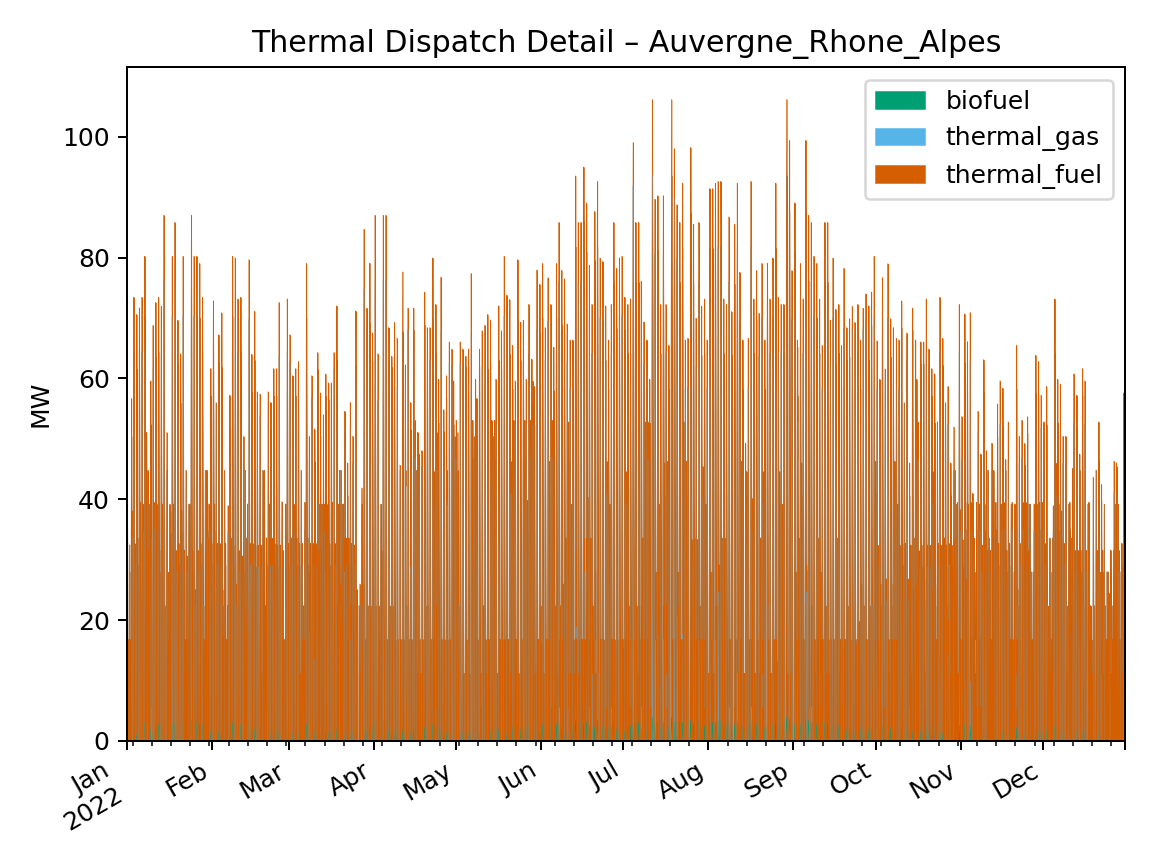 Thermal Dispatch Detail – Auvergne_Rhone_Alpes
biofuel
thermal_gas
thermal_fuel
MW
100
80
60
40
20
0
Jan
2022
Feb
Mar
Apr
May
Jun
Jul
Aug
Sep
Oct
Nov
Dec